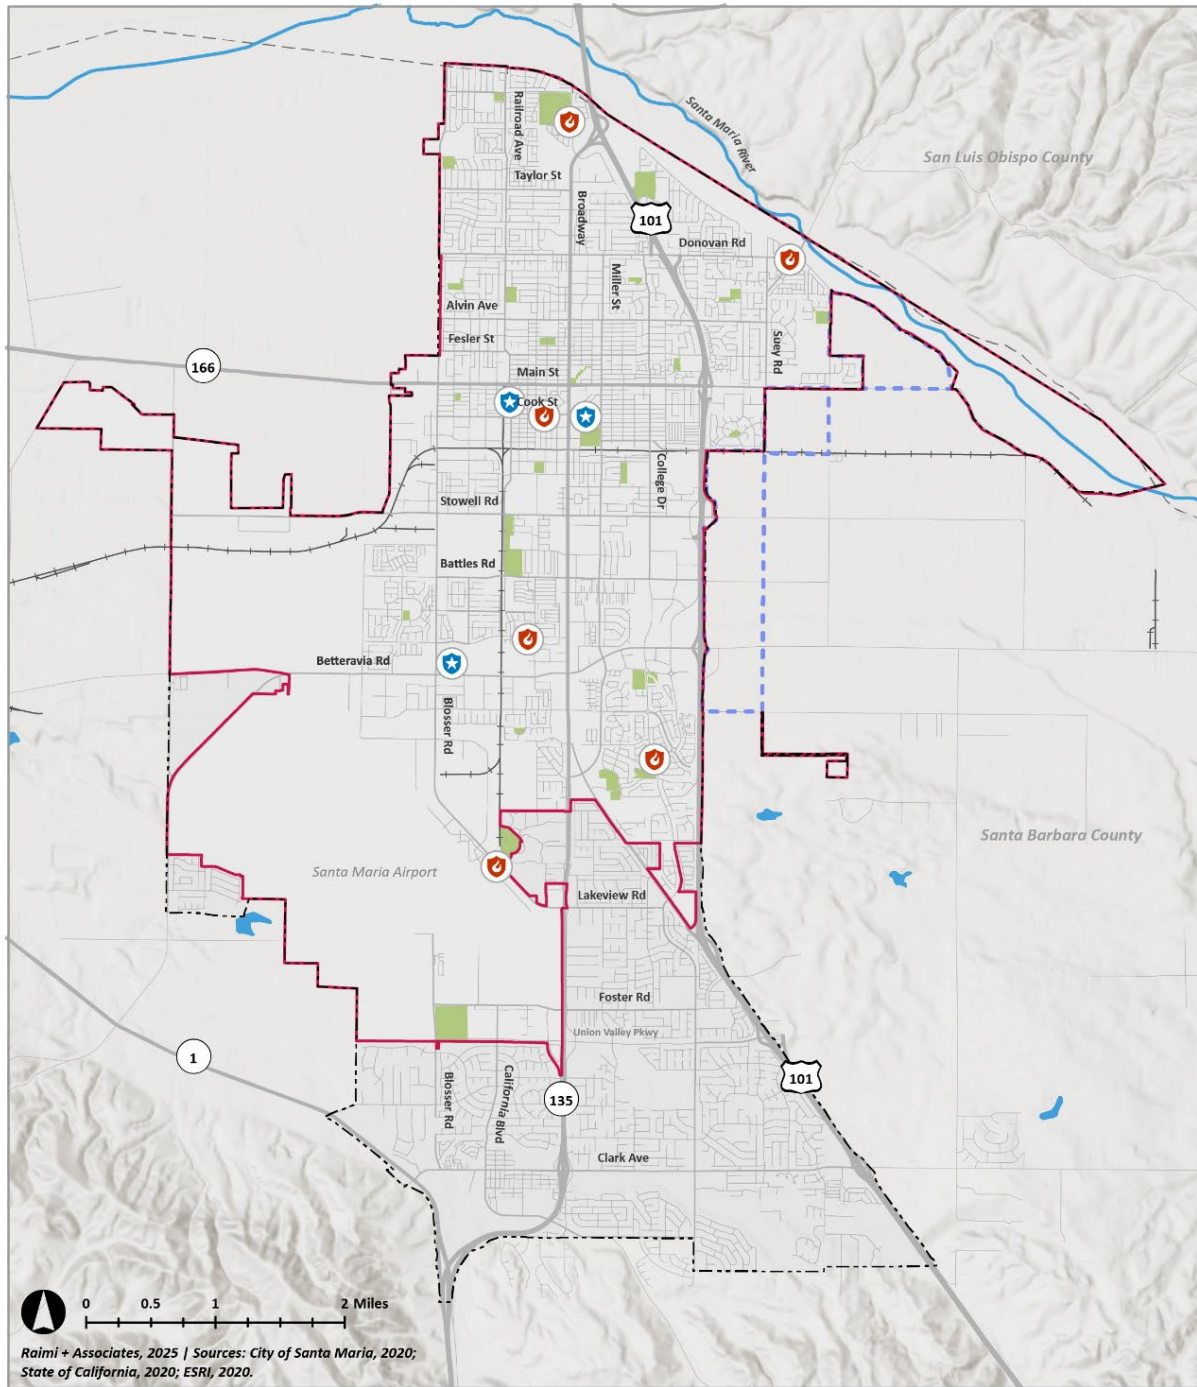 Santa Maria River
San Luis Obispo County
Railroad Ave
Taylor St
Broadway
101
Donovan Rd
Miller St
Alvin Ave
Fesler St
Suey Rd
166
Main St
Cook St
College Dr
Stowell Rd
Battles Rd
Betteravia Rd
Blosser Rd
Santa Barbara County
Santa Maria Airport
Lakeview Rd
Foster Rd
Union Valley Pkwy
1
101
Blosser Rd
California Blvd
135
Clark Ave
0 0.5 1 2 Miles
Raimi + Associates, 2025 | Sources: City of Santa Maria, 2020;
State of California, 2020; ESRI, 2020.